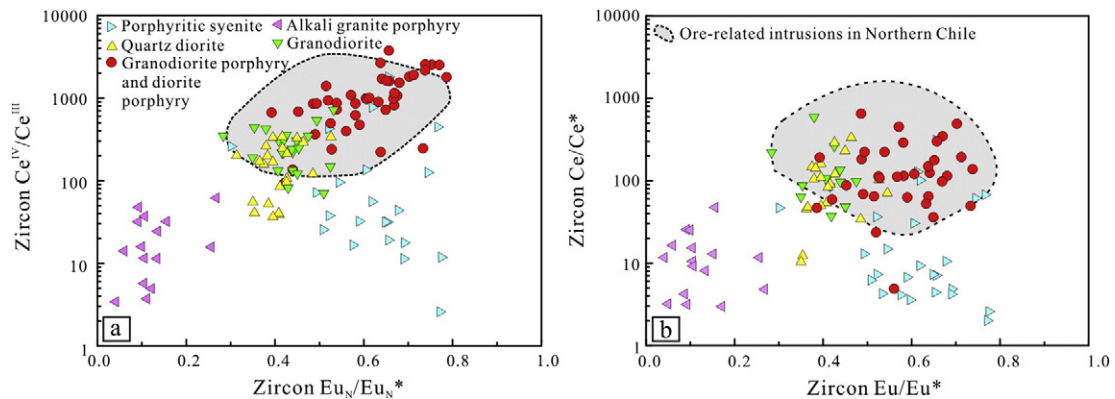 Porphyritic syenite
Alkali granite porphyry
Quartz diorite
Granodiorite
Granodiorite porphyry
and diorite
porphyry
10000
1000
100
10
1
Zircon Ce^IV/Ce^III
a
0.0
0.2
0.4
0.6
0.8
1.0
Zircon Eu_N/Eu_N*
Ore-related intrusions in Northern Chile
10000
1000
100
10
1
Zircon Ce/Ce*
b
0.0
0.2
0.4
0.6
0.8
1.0
Zircon Eu/Eu*